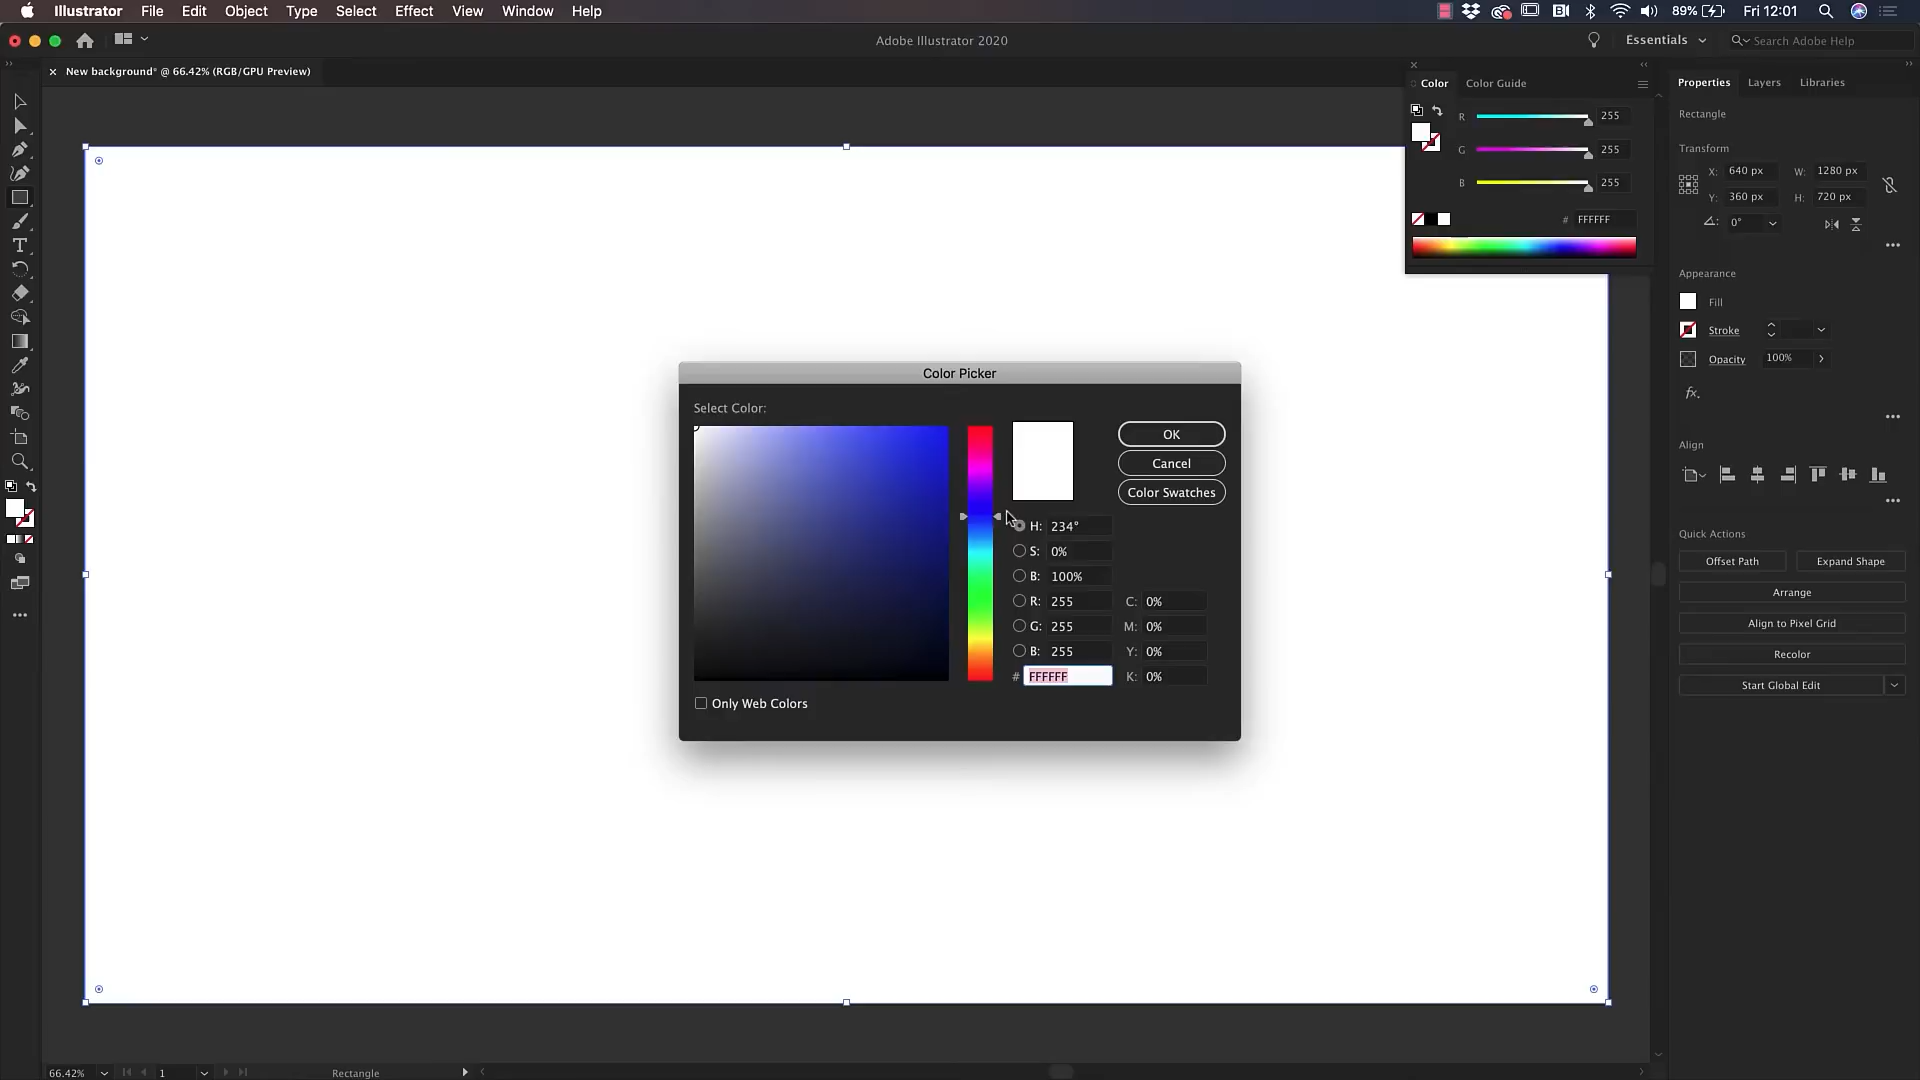 Illustrator File Edit Object Type Select Effect View Window Help 89% Fri 12:01
Adobe Illustrator 2020 Essentials Search Adobe Help
× New background* @ 66.42% (RGB/GPU Preview)
Color Color Guide
R 255
G 255
B 255
# FFFFFF
Properties Layers Libraries
Rectangle
Transform
X: 640 px W: 1280 px
Y: 360 px H: 720 px
0°
Appearance
Fill
Stroke
Opacity 100%
fx.
Align
Quick Actions
Offset Path Expand Shape
Arrange
Align to Pixel Grid
Recolor
Start Global Edit
Color Picker
Select Color:
OK
Cancel
Color Swatches
H: 234°
S: 0%
B: 100%
R: 255 C: 0%
G: 255 M: 0%
B: 255 Y: 0%
# FFFFFF K: 0%
Only Web Colors
66.42% 1 Rectangle